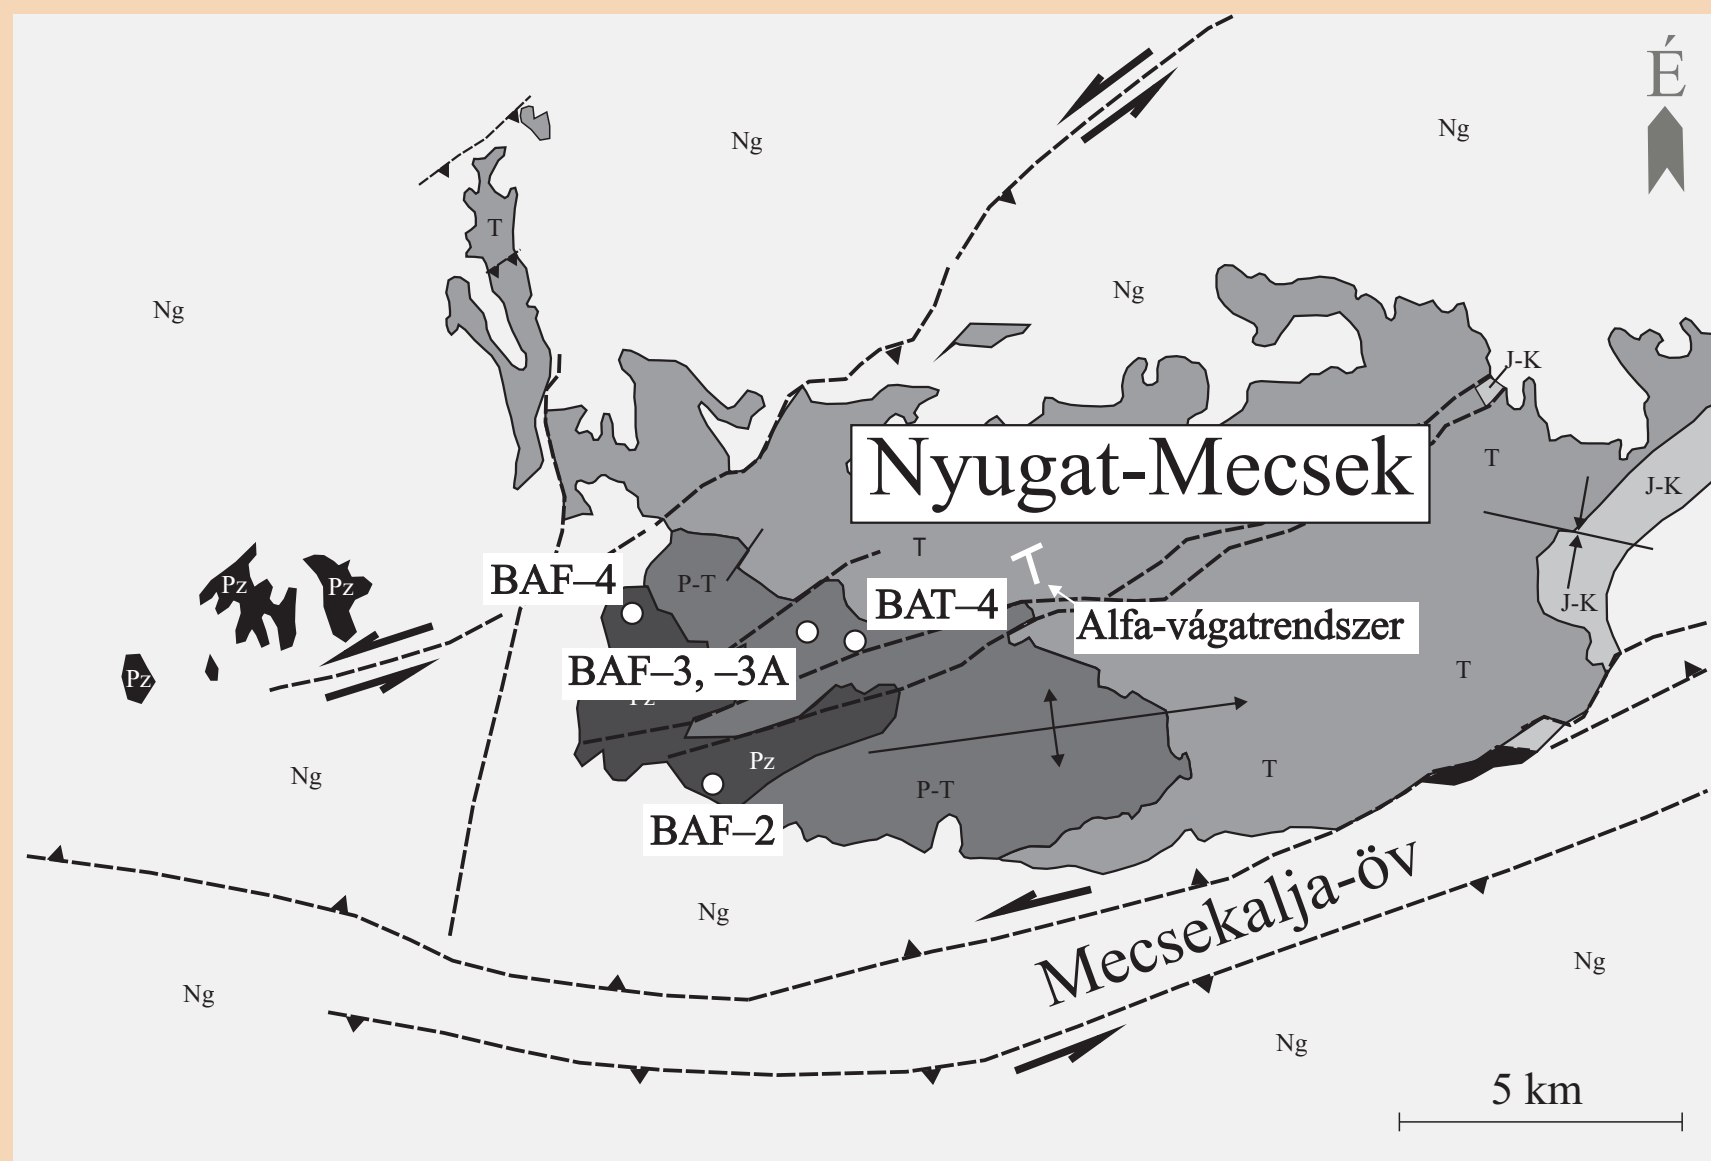 É
Ng
Ng
T
Ng
Ng
J-K
Nyugat-Mecsek
T
J-K
T
BAF–4
P-T
Pz
Pz
BAT–4
J-K
Alfa-vágatrendszer
BAF–3, –3A
T
Pz
Pz
Pz
Ng
T
P-T
BAF–2
Mecsekalja-öv
Ng
Ng
Ng
Ng
5 km